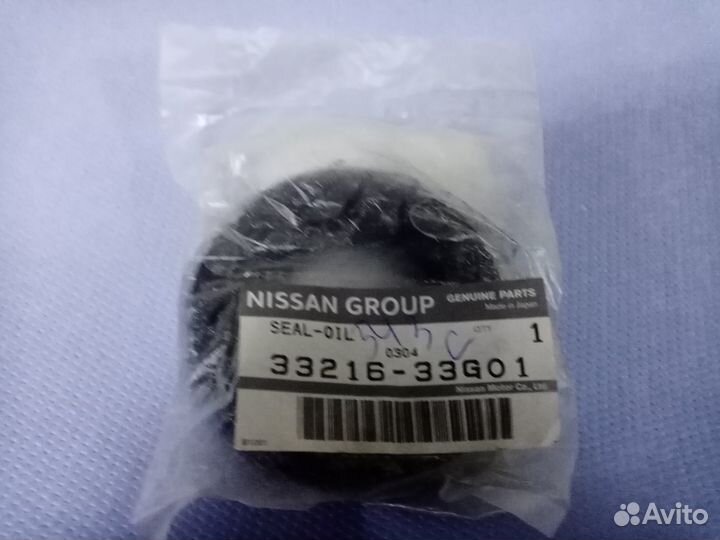 NISSAN GROUP
GENUINE PARTS
Made in Japan
SEAL-OIL
QTY
1
0304
33216-33G01
Nissan Motor Co., Ltd.
Avito